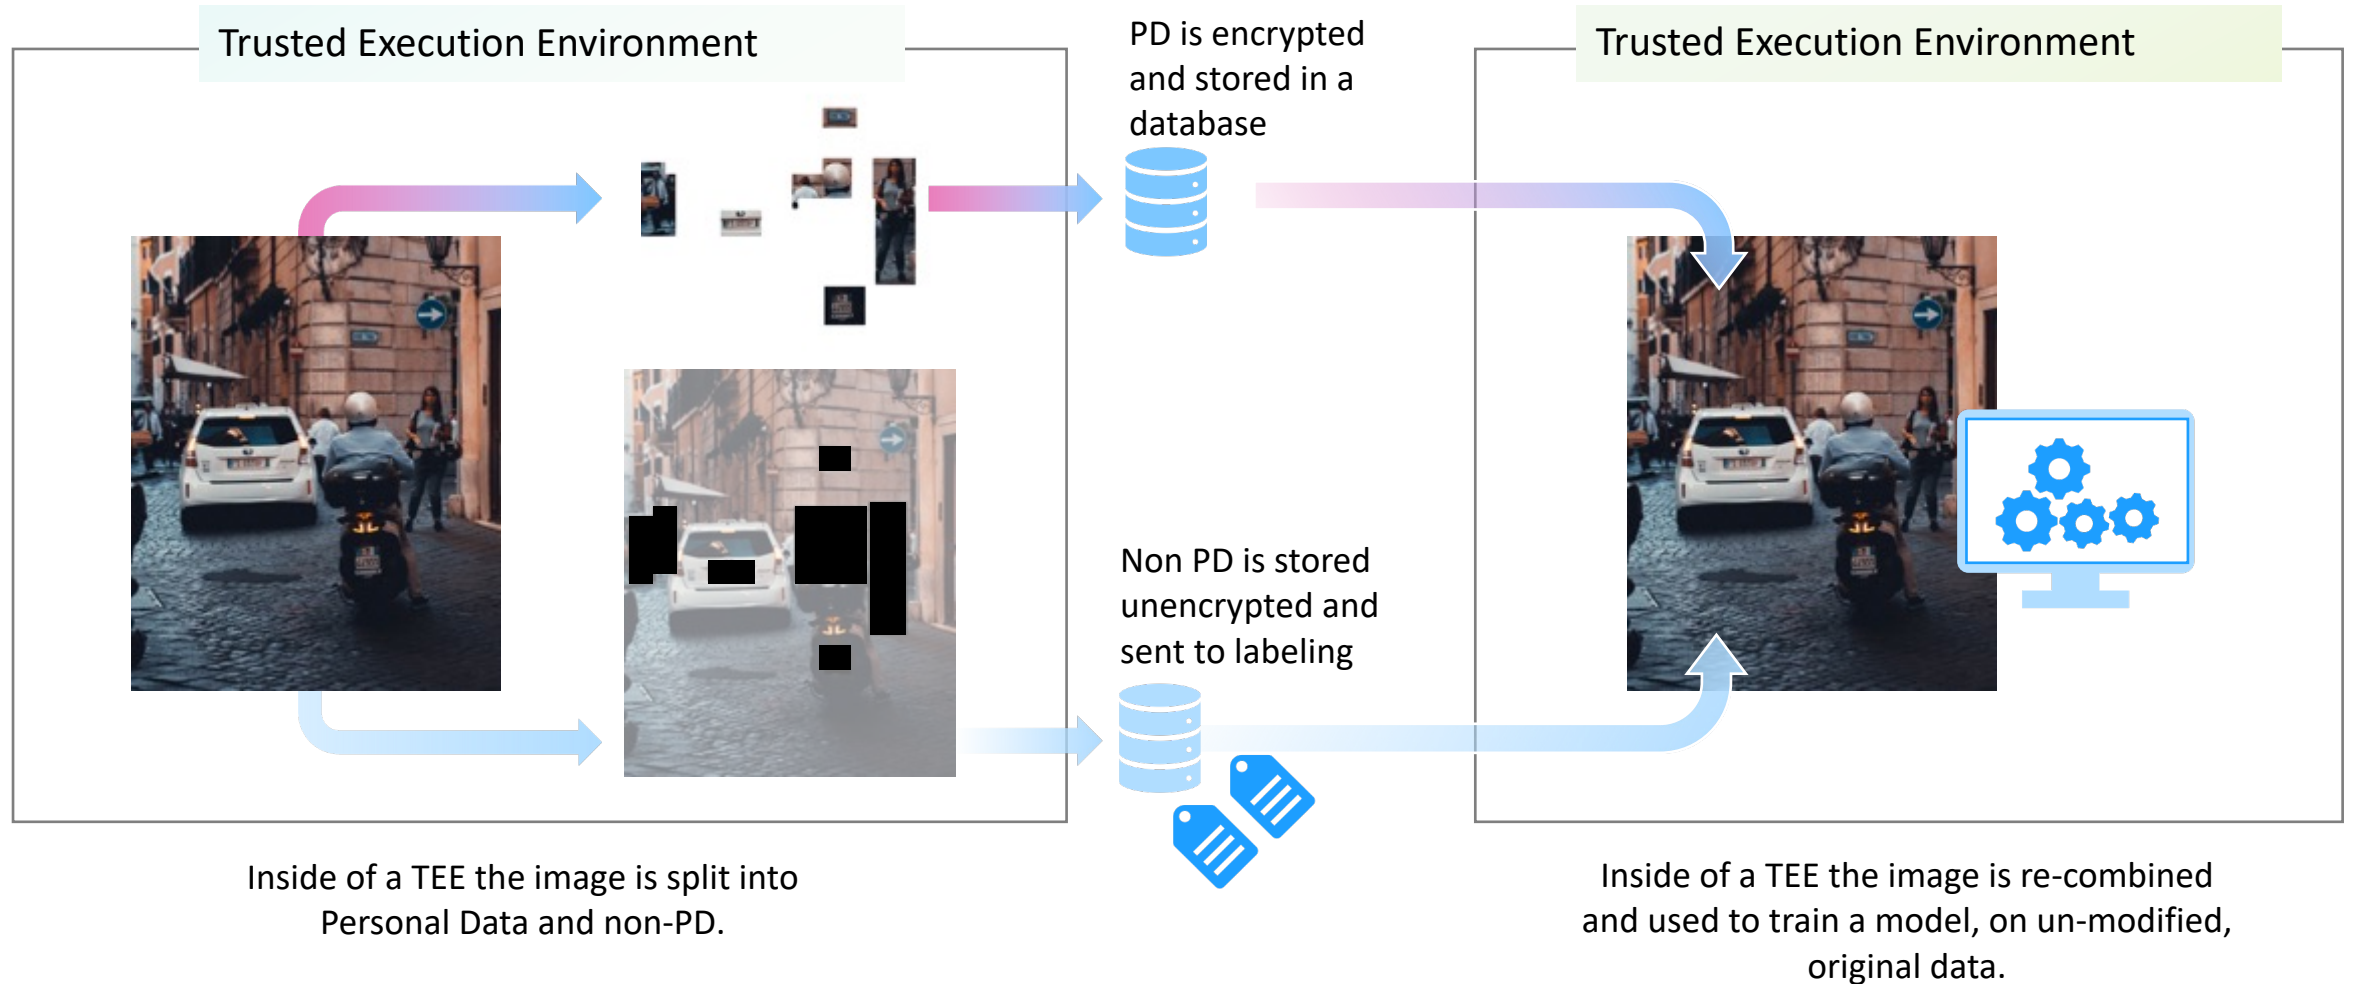 Trusted Execution Environment
PD is encrypted
and stored in a
database
Trusted Execution Environment
Non PD is stored
unencrypted and
sent to labeling
Inside of a TEE the image is split into
Personal Data and non-PD.
Inside of a TEE the image is re-combined
and used to train a model, on un-modified,
original data.